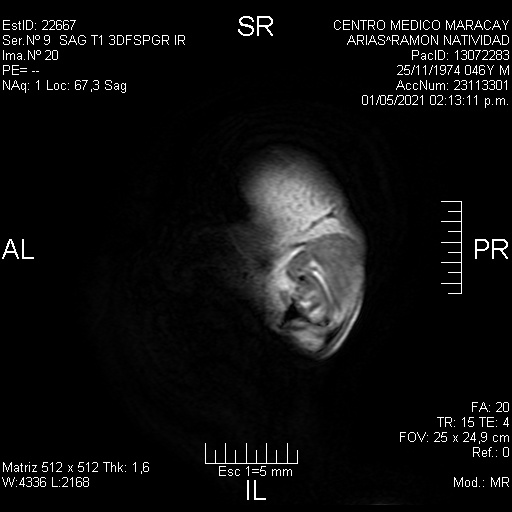 EstID: 22667
Ser.Nº 9 SAG T1 3DFSPGR IR
Ima.Nº 20
PE= --
NAq: 1 Loc: 67,3 Sag
SR
CENTRO MEDICO MARACAY
ARIAS^RAMON NATIVIDAD
PacID: 13072283
25/11/1974 046Y M
AccNum: 23113301
01/05/2021 02:13:11 p.m.
AL
PR
FA: 20
TR: 15 TE: 4
FOV: 25 x 24,9 cm
Ref.: 0
Matriz 512 x 512 Thk: 1,6
W:4336 L:2168
Esc 1=5 mm
IL
Mod.: MR